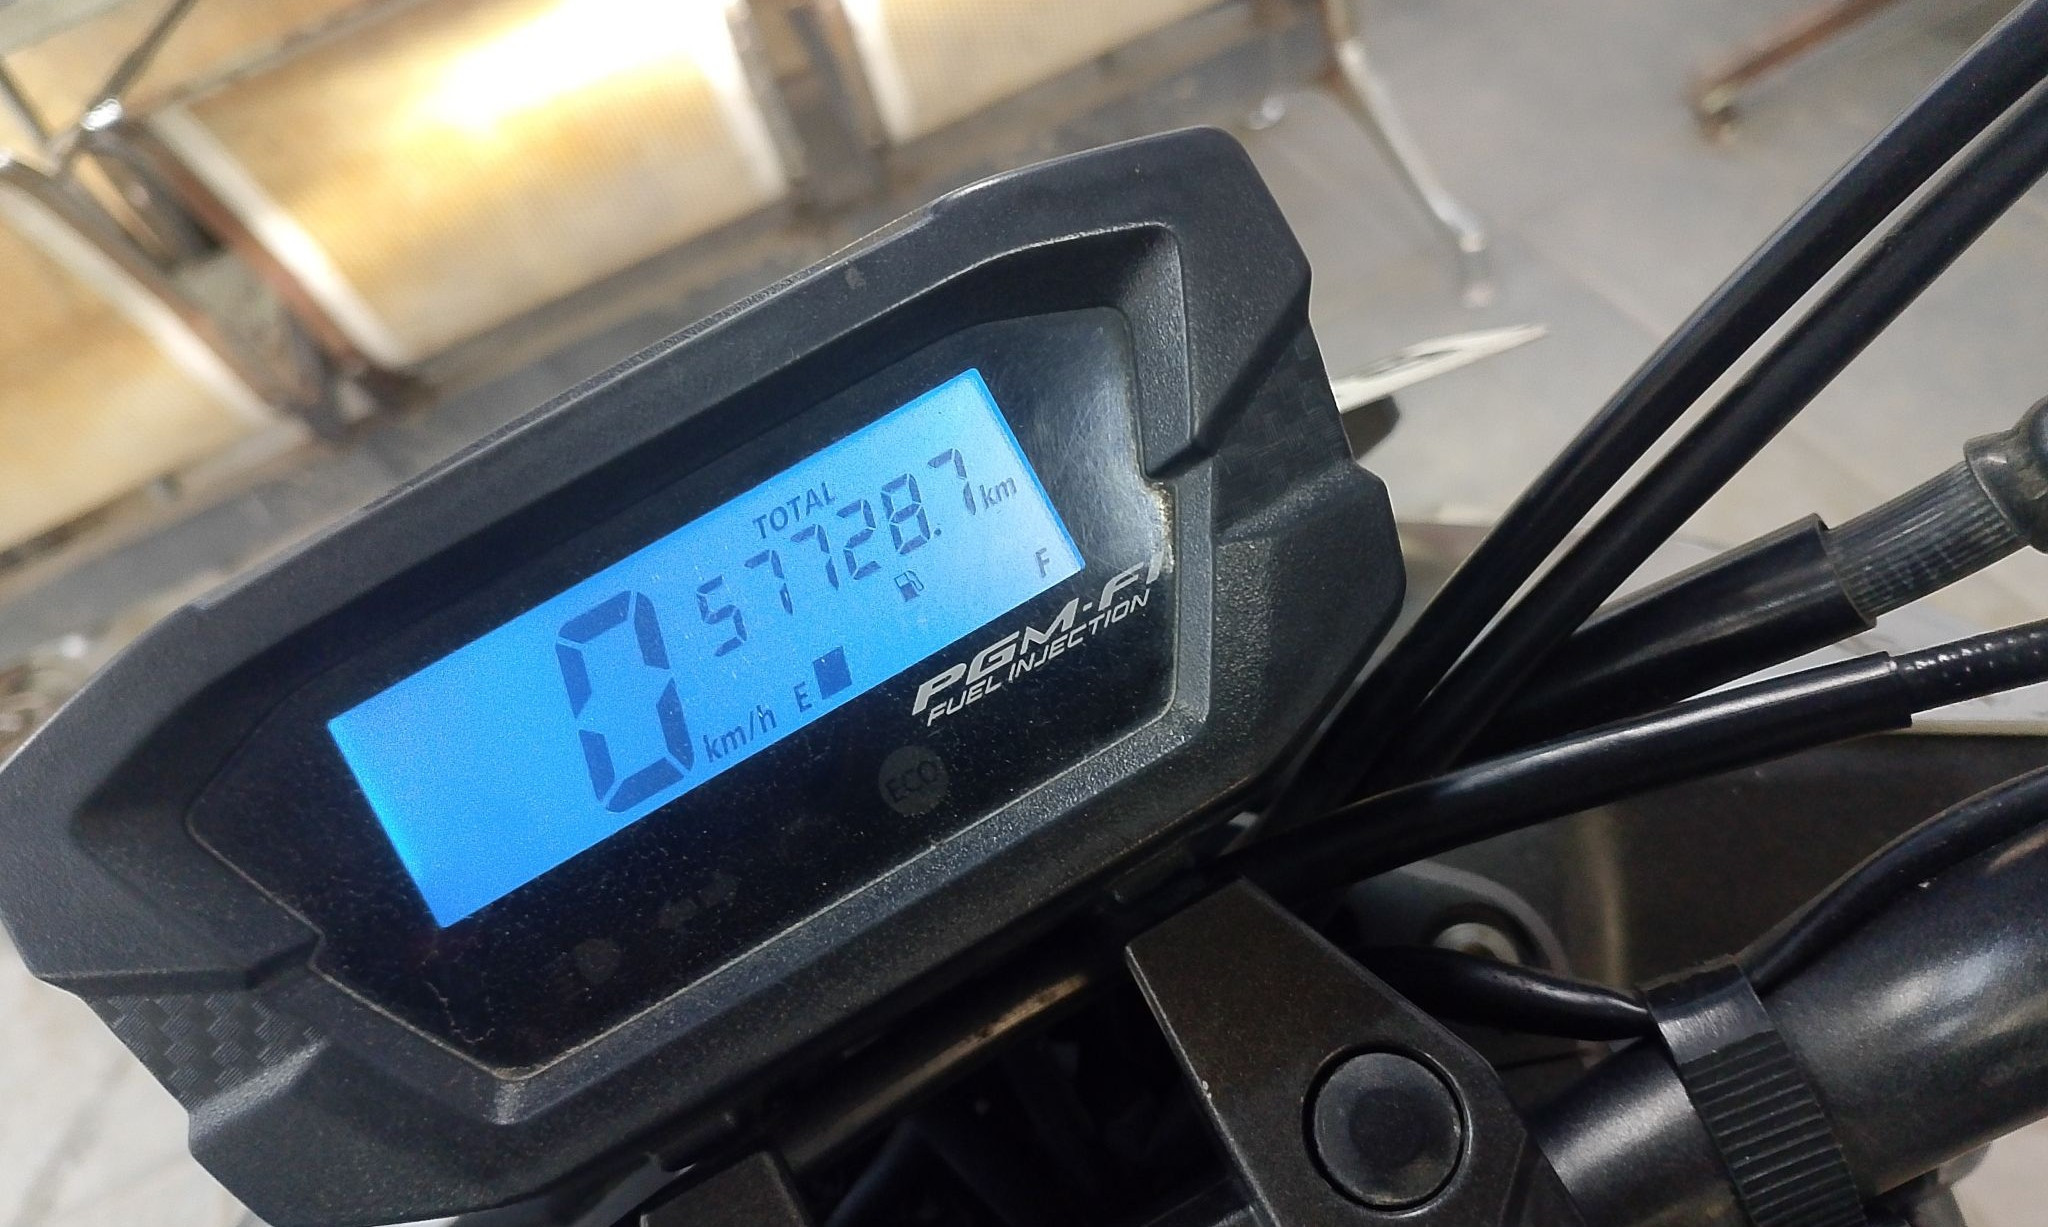 TOTAL
57728.7 km
0 km/h
E F
PGM-FI
FUEL INJECTION
ECO